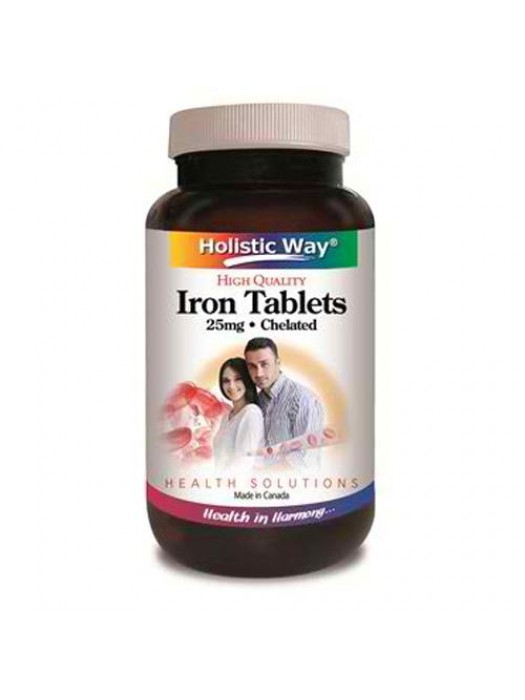 Holistic Way®
HIGH QUALITY
Iron Tablets
25mg • Chelated
HEALTH SOLUTIONS
Made in Canada
Health in Harmony...